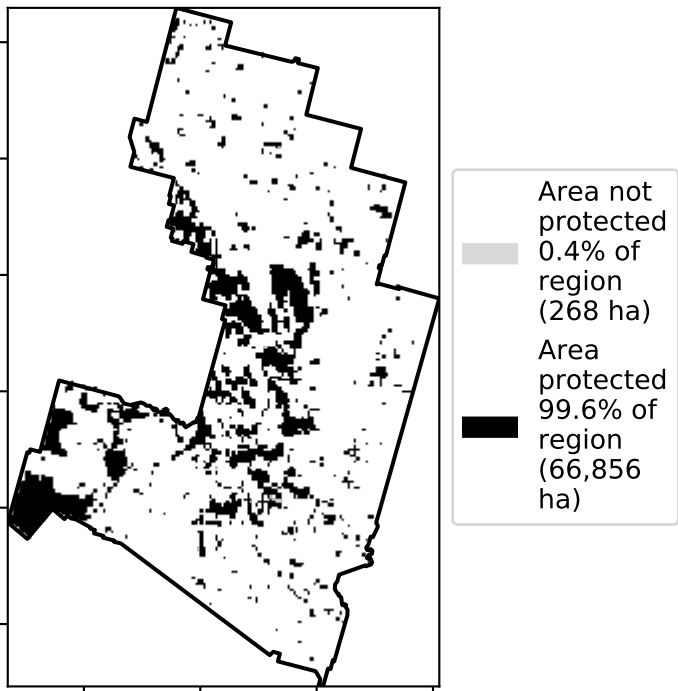 Area not
protected
0.4% of
region
(268 ha)
Area
protected
99.6% of
region
(66,856
ha)